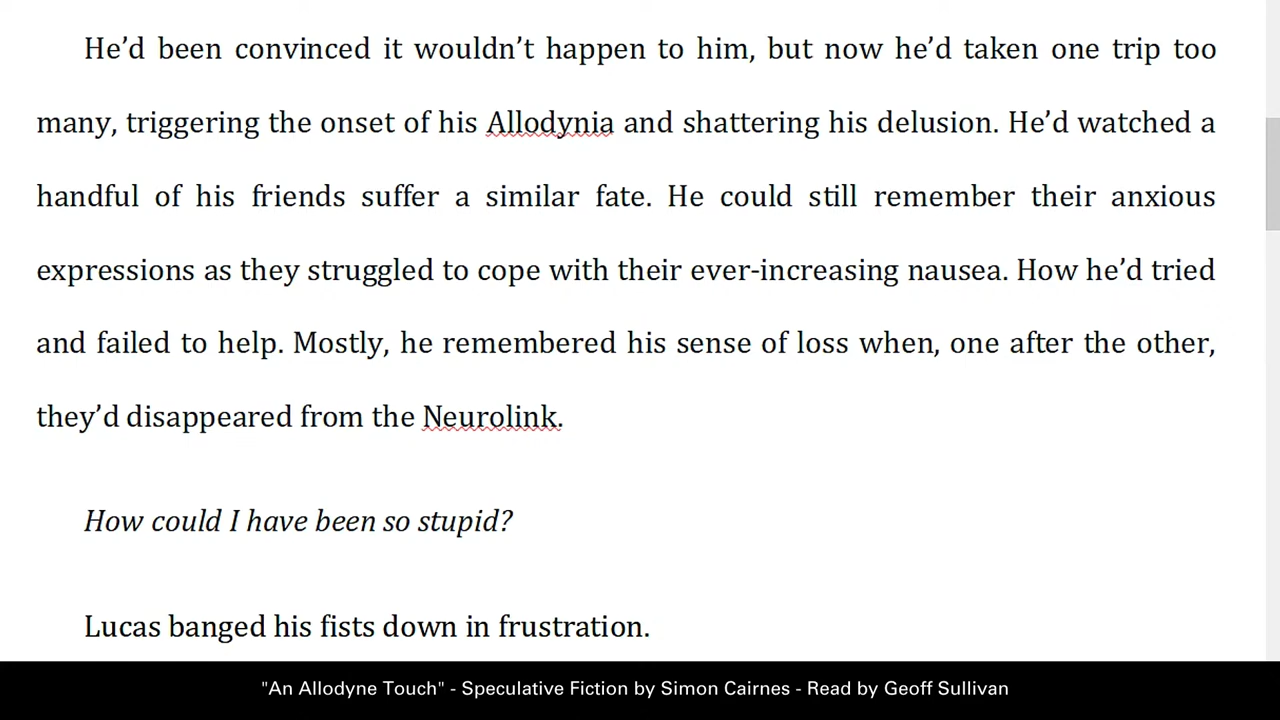 He’d been convinced it wouldn’t happen to him, but now he’d taken one trip too
many, triggering the onset of his Allodynia and shattering his delusion. He’d watched a
handful of his friends suffer a similar fate. He could still remember their anxious
expressions as they struggled to cope with their ever-increasing nausea. How he’d tried
and failed to help. Mostly, he remembered his sense of loss when, one after the other,
they’d disappeared from the Neurolink.
How could I have been so stupid?
Lucas banged his fists down in frustration.
"An Allodyne Touch" - Speculative Fiction by Simon Cairnes - Read by Geoff Sullivan